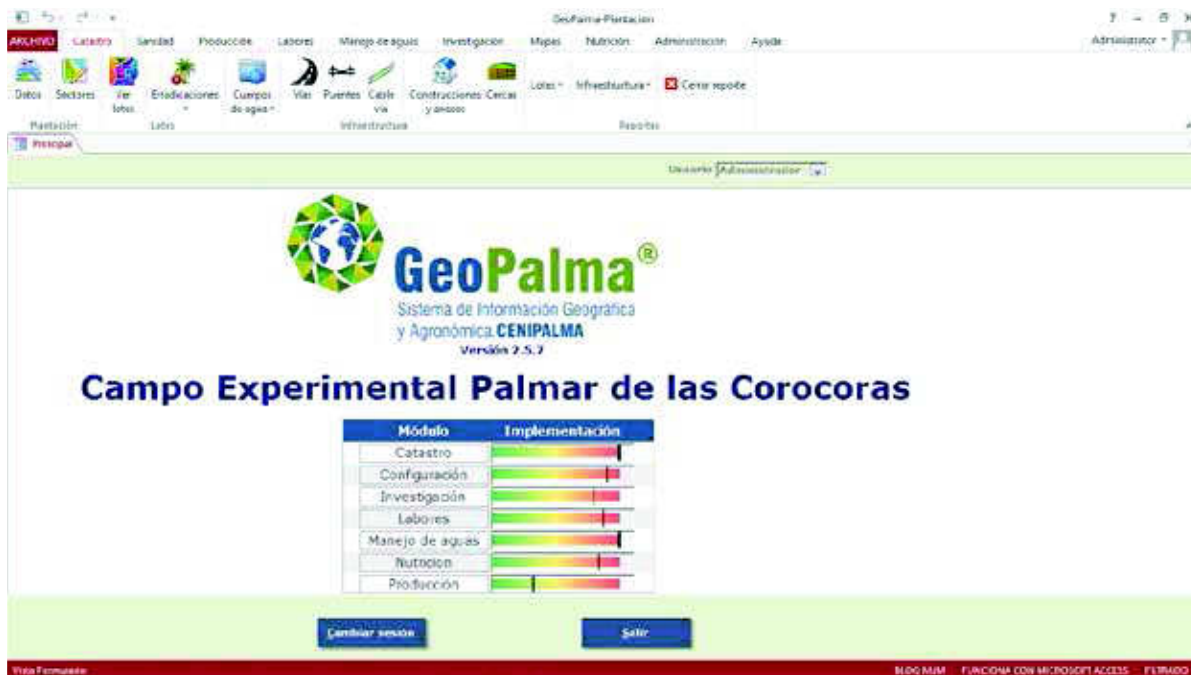 GeoPalma-Plantacion
ARCHIVO Catastro Sanidad Producción Labores Manejo de aguas Investigación Mapas Nutrición Administración Ayuda
Administrator
Datos Sectores Ver lotes Erradicaciones Cuerpos de agua Vías Puentes Cable vía Construcciones y anexos Cercas Lotes Infraestructura Cerrar reporte
Plantación Lotes Infraestructura Reportes
Principal
Usuario Administrador
GeoPalma®
Sistema de Información Geográfica
y Agronómica CENIPALMA
Versión 2.5.7
Campo Experimental Palmar de las Corocoras
Módulo Implementación
Catastro
Configuración
Investigación
Labores
Manejo de aguas
Nutricion
Producción
Cambiar sesión Salir
Vista Formulario BLOQ MAY FUNCIONA CON MICROSOFT ACCESS FILTRADO